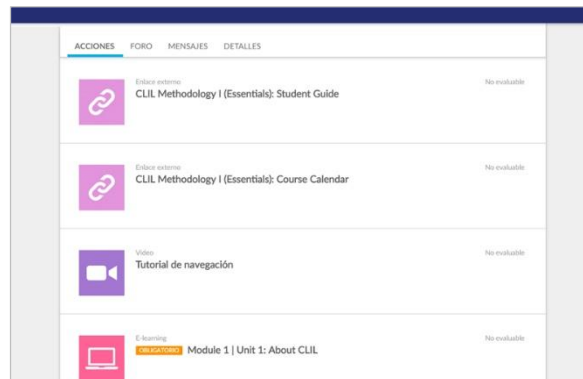 ACCIONES FORO MENSAJES DETALLES
Enlace externo No evaluable
CLIL Methodology I (Essentials): Student Guide
Enlace externo No evaluable
CLIL Methodology I (Essentials): Course Calendar
Video No evaluable
Tutorial de navegación
E-learning No evaluable
OBLIGATORIO Module 1 | Unit 1: About CLIL